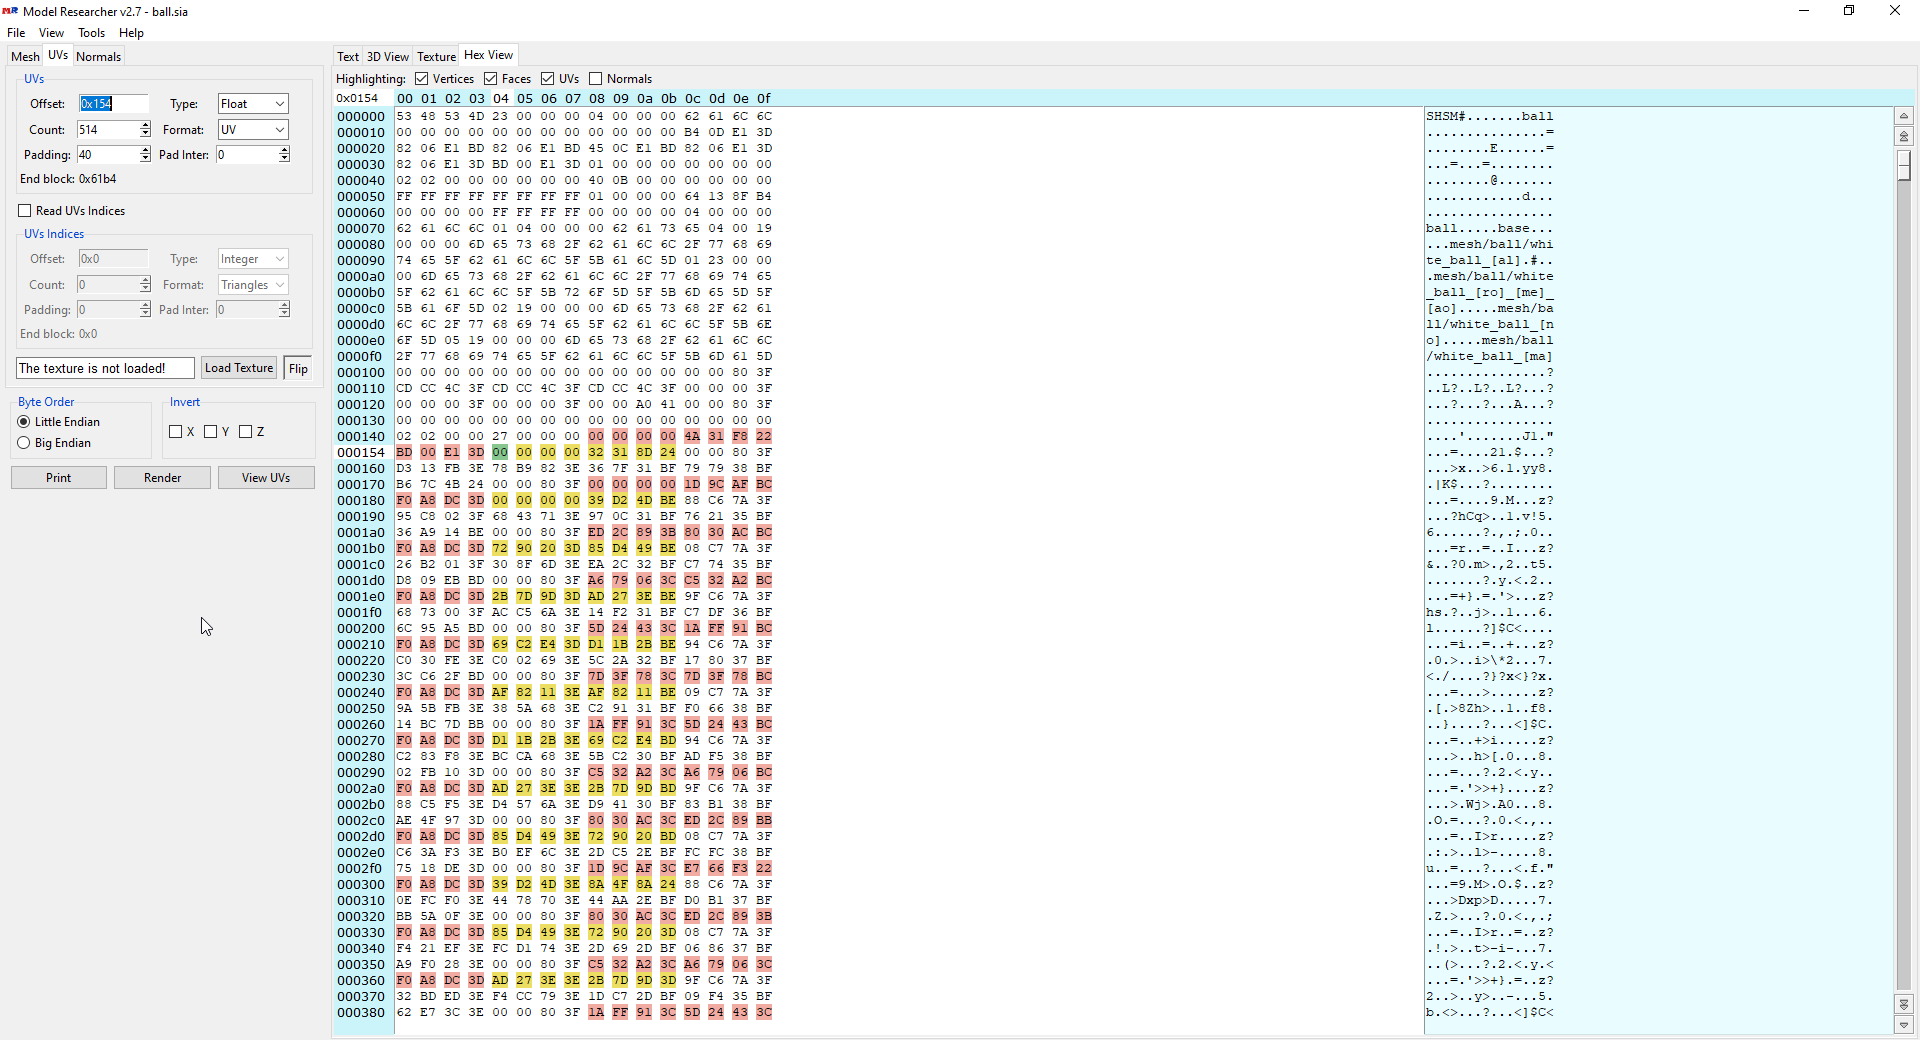 Model Researcher v2.7 - ball.sia
File View Tools Help
Mesh UVs Normals
UVs
Offset: 0x154 Type: Float
Count: 514 Format: UV
Padding: 40 Pad Inter: 0
End block: 0x61b4
Read UVs Indices
UVs Indices
Offset: 0x0 Type: Integer
Count: 0 Format: Triangles
Padding: 0 Pad Inter: 0
End block: 0x0
The texture is not loaded! Load Texture Flip
Byte Order
Little Endian
Big Endian
Invert
X Y Z
Print Render View UVs
Text 3D View Texture Hex View
Highlighting: Vertices Faces UVs Normals
0x0154 00 01 02 03 04 05 06 07 08 09 0a 0b 0c 0d 0e 0f
000000 53 48 53 4D 23 00 00 00 04 00 00 00 62 61 6C 6C SHSM#.......ball
000010 00 00 00 00 00 00 00 00 00 00 00 00 B4 0D E1 3D ...............=
000020 82 06 E1 BD 82 06 E1 BD 45 0C E1 BD 82 06 E1 3D ........E......=
000030 82 06 E1 3D BD 00 E1 3D 01 00 00 00 00 00 00 00 ...=...=........
000040 02 02 00 00 00 00 00 00 40 0B 00 00 00 00 00 00 ........@.......
000050 FF FF FF FF FF FF FF FF 01 00 00 00 64 13 8F B4 ............d...
000060 00 00 00 00 FF FF FF FF 00 00 00 00 04 00 00 00 ................
000070 62 61 6C 6C 01 04 00 00 00 62 61 73 65 04 00 19 ball.....base...
000080 00 00 00 6D 65 73 68 2F 62 61 6C 6C 2F 77 68 69 ...mesh/ball/whi
000090 74 65 5F 62 61 6C 6C 5F 5B 61 6C 5D 01 23 00 00 te_ball_[al].#..
0000a0 00 6D 65 73 68 2F 62 61 6C 6C 2F 77 68 69 74 65 .mesh/ball/white
0000b0 5F 62 61 6C 6C 5F 5B 72 6F 5D 5F 5B 6D 65 5D 5F _ball_[ro]_[me]_
0000c0 5B 61 6F 5D 02 19 00 00 00 6D 65 73 68 2F 62 61 [ao].....mesh/ba
0000d0 6C 6C 2F 77 68 69 74 65 5F 62 61 6C 6C 5F 5B 6E ll/white_ball_[n
0000e0 6F 5D 05 19 00 00 00 6D 65 73 68 2F 62 61 6C 6C o].....mesh/ball
0000f0 2F 77 68 69 74 65 5F 62 61 6C 6C 5F 5B 6D 61 5D /white_ball_[ma]
000100 00 00 00 00 00 00 00 00 00 00 00 00 00 00 80 3F ...............?
000110 CD CC 4C 3F CD CC 4C 3F CD CC 4C 3F 00 00 00 3F ..L?..L?..L?...?
000120 00 00 00 3F 00 00 00 3F 00 00 A0 41 00 00 80 3F ...?...?...A...?
000130 00 00 00 00 00 00 00 00 00 00 00 00 00 00 00 00 ................
000140 02 02 00 00 27 00 00 00 00 00 00 00 4A 31 F8 22 ....'.......J1."
000154 BD 00 E1 3D 00 00 00 00 32 31 8D 24 00 00 80 3F ...=....21.$...?
000160 D3 13 FB 3E 78 B9 82 3E 36 7F 31 BF 79 79 38 BF ...>x..>6.1.yy8.
000170 B6 7C 4B 24 00 00 80 3F 00 00 00 00 1D 9C AF BC .|K$...?........
000180 F0 A8 DC 3D 00 00 00 00 39 D2 4D BE 88 C6 7A 3F ...=....9.M...z?
000190 95 C8 02 3F 68 43 71 3E 97 0C 31 BF 76 21 35 BF ...?hCq>..1.v!5.
0001a0 36 A9 14 BE 00 00 80 3F ED 2C 89 3B 80 30 AC BC 6......?.,.;.0..
0001b0 F0 A8 DC 3D 72 90 20 3D 85 D4 49 BE 08 C7 7A 3F ...=r..=..I...z?
0001c0 26 B2 01 3F 30 8F 6D 3E EA 2C 32 BF C7 74 35 BF &..?0.m>.,2..t5.
0001d0 D8 09 EB BD 00 00 80 3F A6 79 06 3C C5 32 A2 BC .......?.y.<.2..
0001e0 F0 A8 DC 3D 2B 7D 9D 3D AD 27 3E BE 9F C6 7A 3F ...=+}.=.'>...z?
0001f0 68 73 00 3F AC C5 6A 3E 14 F2 31 BF C7 DF 36 BF hs.?..j>..1...6.
000200 6C 95 A5 BD 00 00 80 3F 5D 24 43 3C 1A FF 91 BC l......?]$C<....
000210 F0 A8 DC 3D 69 C2 E4 3D D1 1B 2B BE 94 C6 7A 3F ...=i..=..+...z?
000220 C0 30 FE 3E C0 02 69 3E 5C 2A 32 BF 17 80 37 BF .0.>..i>\*2...7.
000230 3C C6 2F BD 00 00 80 3F 7D 3F 78 3C 7D 3F 78 BC <./....?}?x<}?x.
000240 F0 A8 DC 3D AF 82 11 3E AF 82 11 BE 09 C7 7A 3F ...=...>......z?
000250 9A 5B FB 3E 38 5A 68 3E C2 91 31 BF F0 66 38 BF .[.>8Zh>..1..f8.
000260 14 BC 7D BB 00 00 80 3F 1A FF 91 3C 5D 24 43 BC ..}....?...<]$C.
000270 F0 A8 DC 3D D1 1B 2B 3E 69 C2 E4 BD 94 C6 7A 3F ...=..+>i.....z?
000280 C2 83 F8 3E BC CA 68 3E 5B C2 30 BF AD F5 38 BF ...>..h>[.0...8.
000290 02 FB 10 3D 00 00 80 3F C5 32 A2 3C A6 79 06 BC ...=...?.2.<.y..
0002a0 F0 A8 DC 3D AD 27 3E 3E 2B 7D 9D BD 9F C6 7A 3F ...=.'>>+}....z?
0002b0 88 C5 F5 3E D4 57 6A 3E D9 41 30 BF 83 B1 38 BF ...>.Wj>.A0...8.
0002c0 AE 4F 97 3D 00 00 80 3F 80 30 AC 3C ED 2C 89 BB .O.=...?.0.<.,..
0002d0 F0 A8 DC 3D 85 D4 49 3E 72 90 20 BD 08 C7 7A 3F ...=..I>r.....z?
0002e0 C6 3A F3 3E B0 EF 6C 3E 2D C5 2E BF FC FC 38 BF .:.>..l>-.....8.
0002f0 75 18 DE 3D 00 00 80 3F 1D 9C AF 3C E7 66 F3 22 u..=...?...<.f."
000300 F0 A8 DC 3D 39 D2 4D 3E 8A 4F 8A 24 88 C6 7A 3F ...=9.M>.O.$..z?
000310 0E FC F0 3E 44 78 70 3E 44 AA 2E BF D0 B1 37 BF ...>Dxp>D.....7.
000320 BB 5A 0F 3E 00 00 80 3F 80 30 AC 3C ED 2C 89 3B .Z.>...?.0.<.,.;
000330 F0 A8 DC 3D 85 D4 49 3E 72 90 20 3D 08 C7 7A 3F ...=..I>r..=..z?
000340 F4 21 EF 3E FC D1 74 3E 2D 69 2D BF 06 86 37 BF .!.>..t>-i-...7.
000350 A9 F0 28 3E 00 00 80 3F C5 32 A2 3C A6 79 06 3C ..(>...?.2.<.y.<
000360 F0 A8 DC 3D AD 27 3E 3E 2B 7D 9D 3D 9F C6 7A 3F ...=.'>>+}.=..z?
000370 32 BD ED 3E F4 CC 79 3E 1D C7 2D BF 09 F4 35 BF 2..>..y>..-...5.
000380 62 E7 3C 3E 00 00 80 3F 1A FF 91 3C 5D 24 43 3C b.<>...?...<]$C<